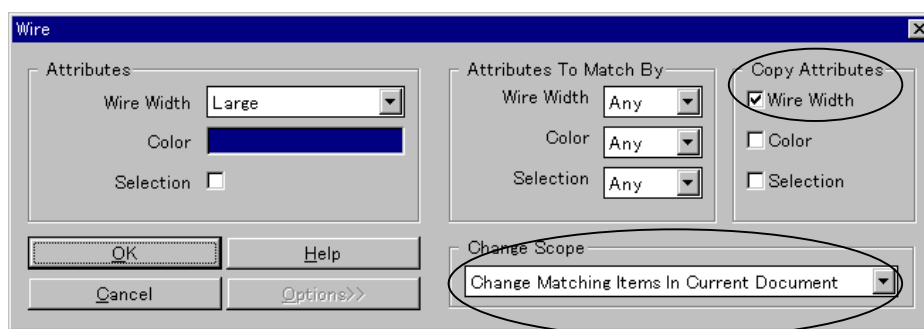 Wire
Attributes
Wire Width Large
Color
Selection
Attributes To Match By
Wire Width Any
Color Any
Selection Any
Copy Attributes
Wire Width
Color
Selection
OK Help
Cancel Options>>
Change Scope
Change Matching Items In Current Document